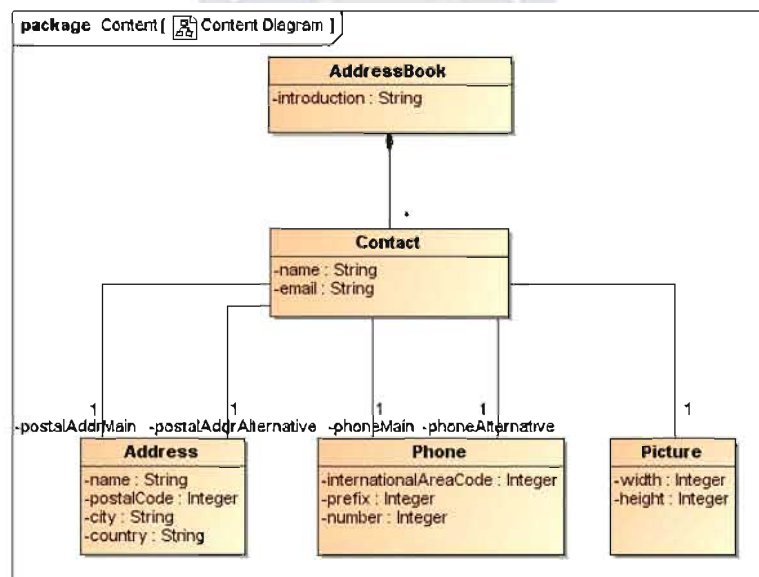 package Content [ Content Diagram ]
AddressBook
-introduction : String
*
Contact
-name : String
-email : String
1 1 1 1 1
-postalAddrMain -postalAddrAlternative -phoneMain -phoneAlternative
Address
-name : String
-postalCode : Integer
-city : String
-country : String
Phone
-internationalAreaCode : Integer
-prefix : Integer
-number : Integer
Picture
-width : Integer
-height : Integer